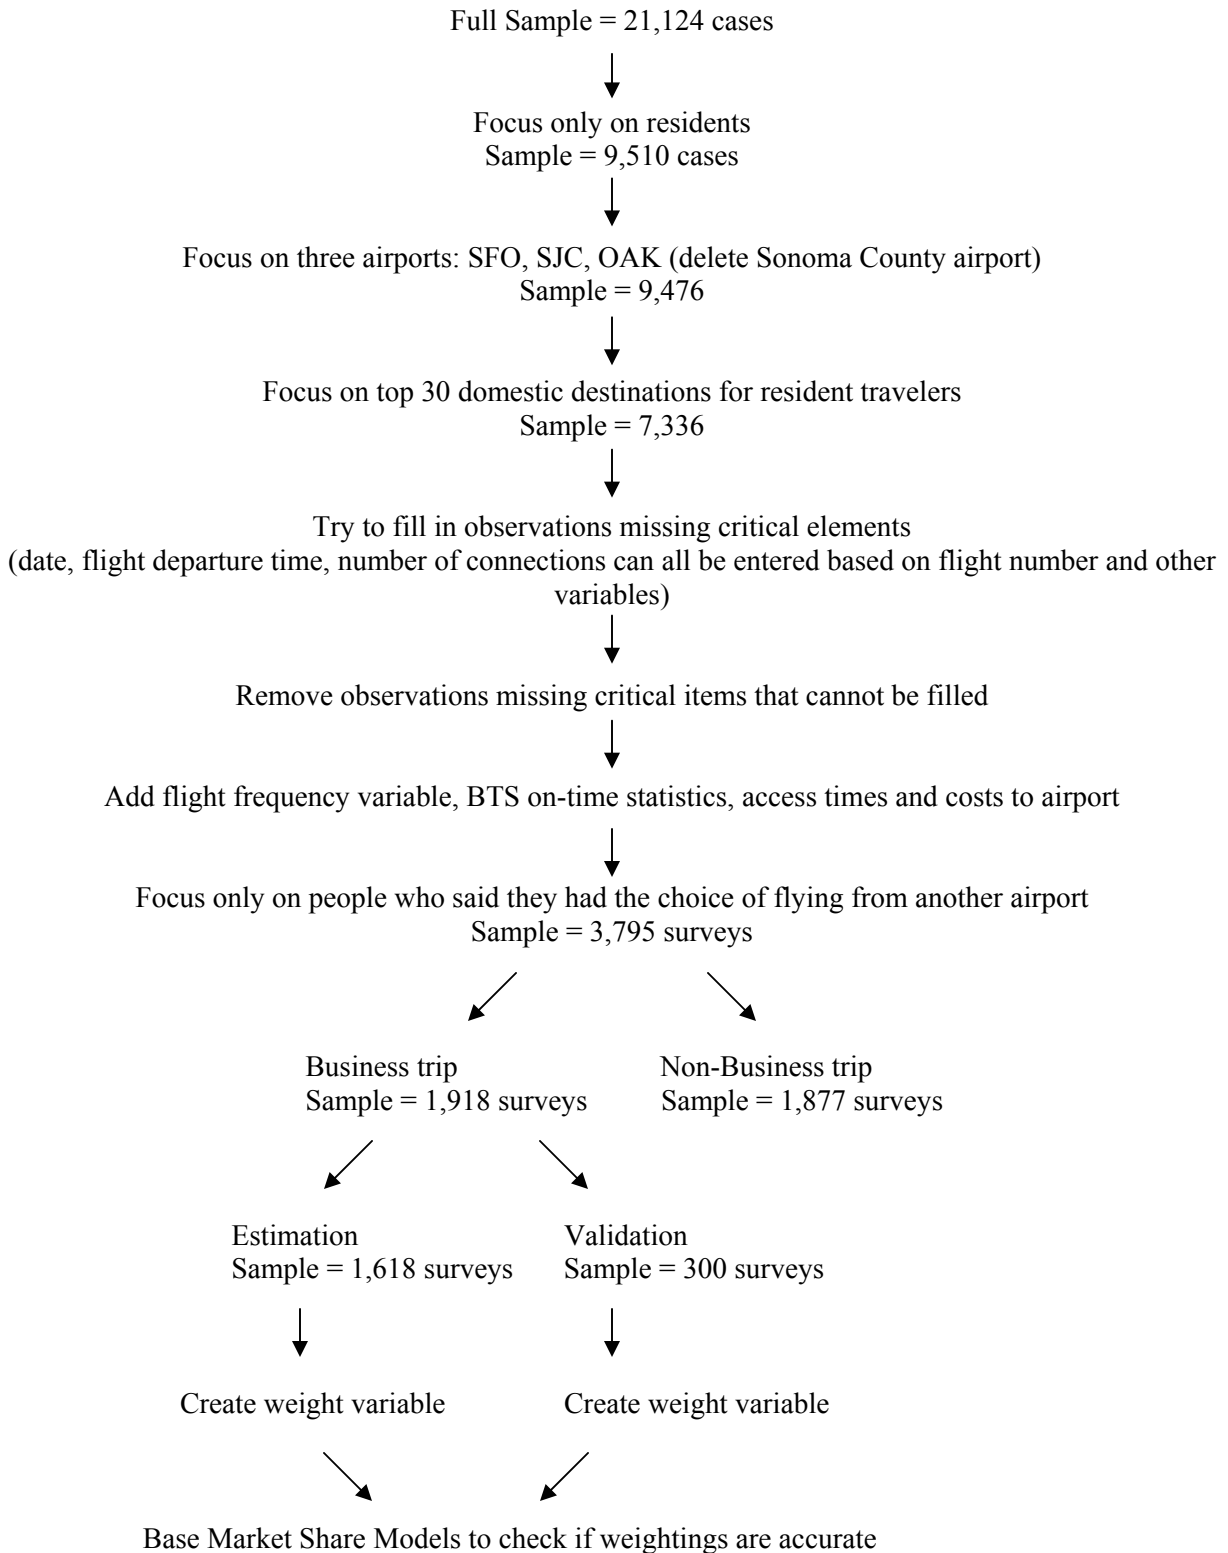 Full Sample = 21,124 cases
Focus only on residents
Sample = 9,510 cases
Focus on three airports: SFO, SJC, OAK (delete Sonoma County airport)
Sample = 9,476
Focus on top 30 domestic destinations for resident travelers
Sample = 7,336
Try to fill in observations missing critical elements
(date, flight departure time, number of connections can all be entered based on flight number and other
variables)
Remove observations missing critical items that cannot be filled
Add flight frequency variable, BTS on-time statistics, access times and costs to airport
Focus only on people who said they had the choice of flying from another airport
Sample = 3,795 surveys
Business trip
Sample = 1,918 surveys
Non-Business trip
Sample = 1,877 surveys
Estimation
Sample = 1,618 surveys
Validation
Sample = 300 surveys
Create weight variable
Create weight variable
Base Market Share Models to check if weightings are accurate